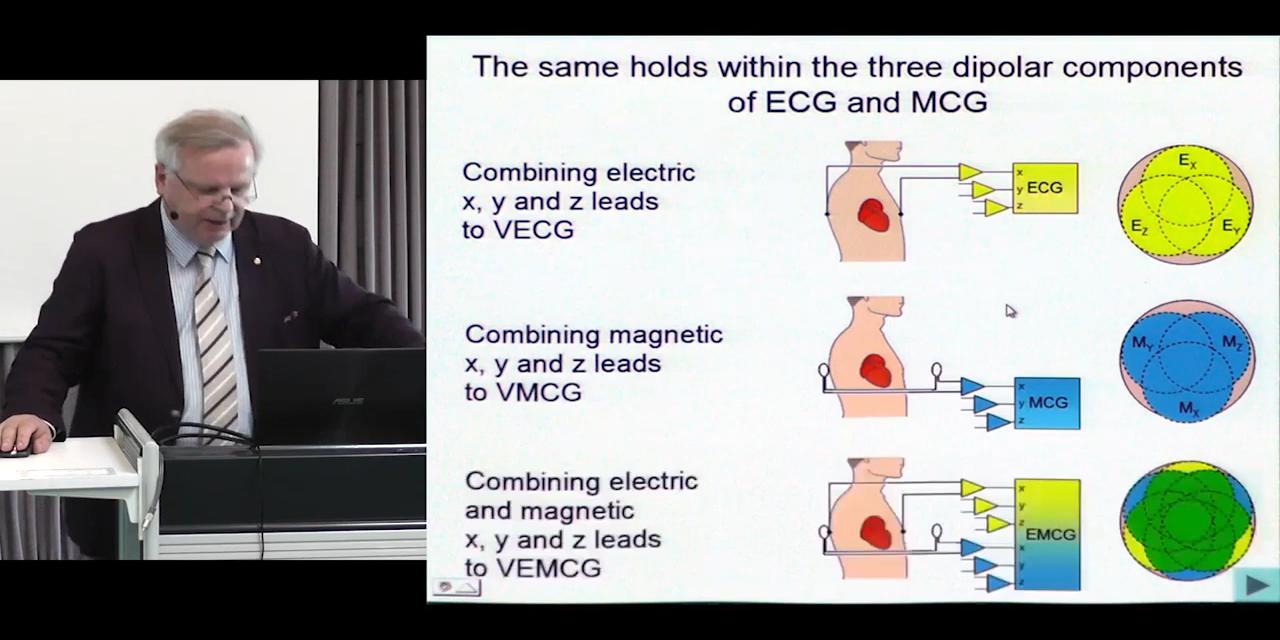 The same holds within the three dipolar components
of ECG and MCG
Combining electric
x, y and z leads
to VECG
x
y
z
ECG
Ex
Ez
Ey
Combining magnetic
x, y and z leads
to VMCG
x
y
z
MCG
My
Mz
Mx
Combining electric
and magnetic
x, y and z leads
to VEMCG
x
y
z
x
y
z
EMCG
ASUS